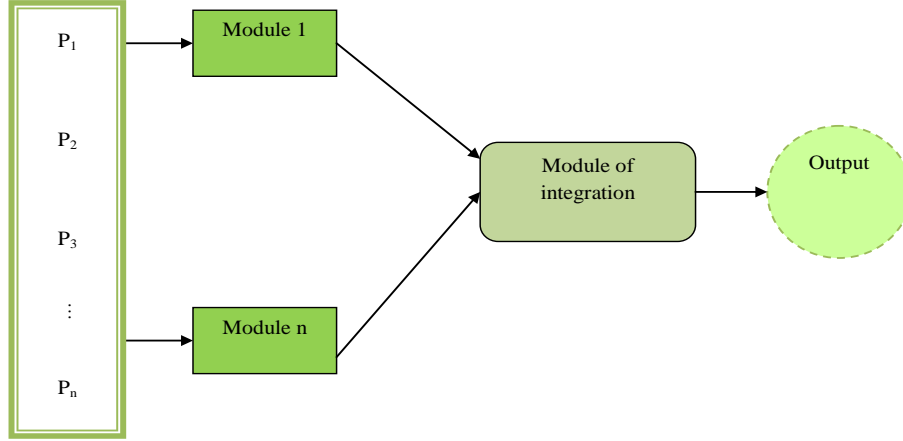 P₁
P₂
P₃
⋮
Pₙ
Module 1
Module n
Module of
integration
Output